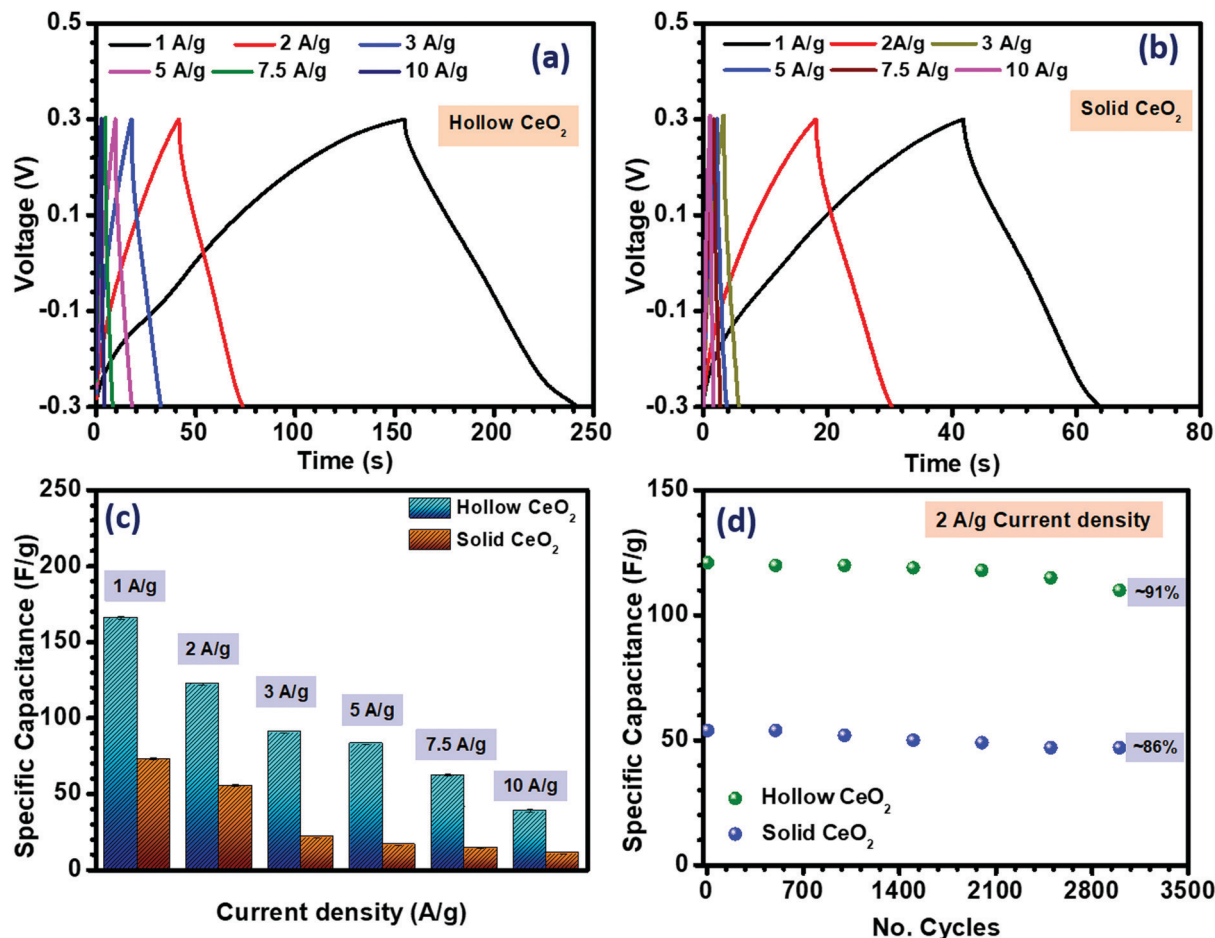 0.5
0.3
0.1
-0.1
-0.3
Voltage (V)
1 A/g 2 A/g 3 A/g
5 A/g 7.5 A/g 10 A/g
(a)
Hollow CeO₂
0 50 100 150 200 250
Time (s)
0.5
0.3
0.1
-0.1
-0.3
Voltage (V)
1 A/g 2A/g 3 A/g
5 A/g 7.5 A/g 10 A/g
(b)
Solid CeO₂
0 20 40 60 80
Time (s)
250
200
150
100
50
0
Specific Capacitance (F/g)
(c)
Hollow CeO₂
Solid CeO₂
1 A/g
2 A/g
3 A/g
5 A/g
7.5 A/g
10 A/g
Current density (A/g)
150
100
50
0
Specific Capacitance (F/g)
(d)
2 A/g Current density
~91%
~86%
Hollow CeO₂
Solid CeO₂
0 700 1400 2100 2800 3500
No. Cycles